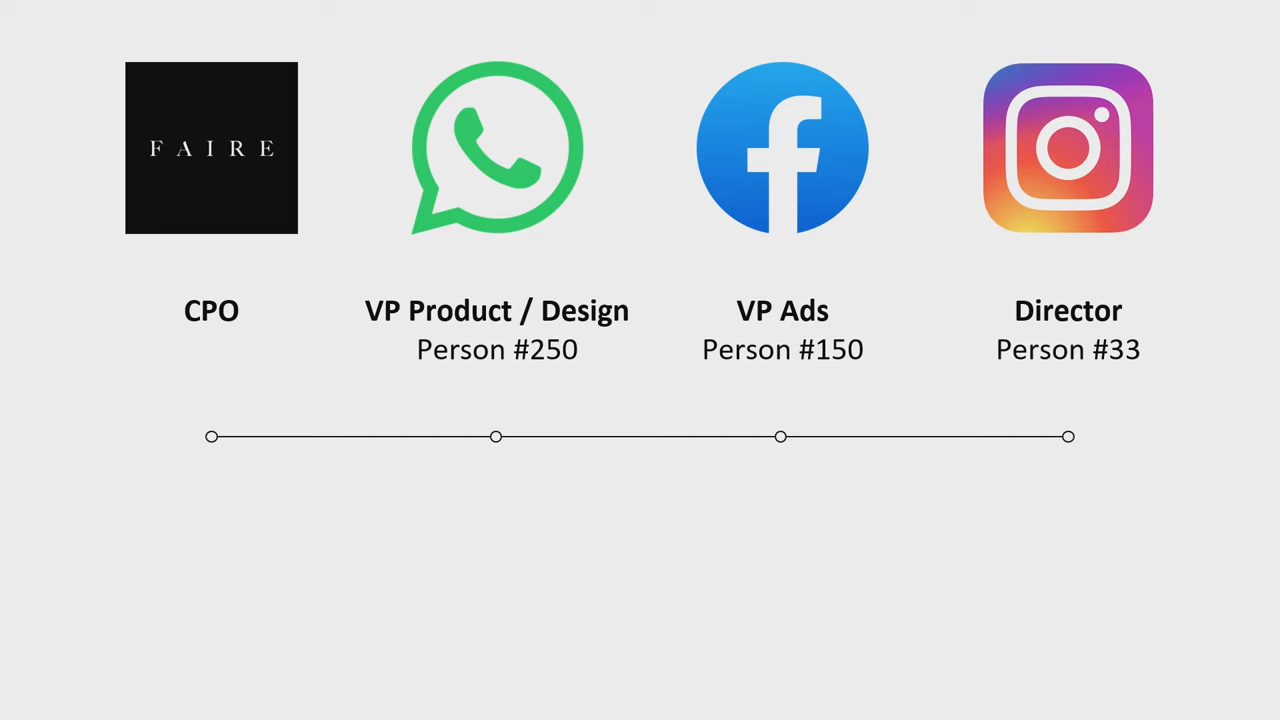 FAIRE
CPO
VP Product / Design
Person #250
VP Ads
Person #150
Director
Person #33